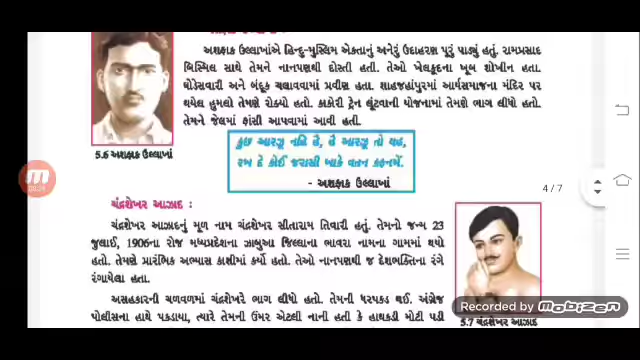 અશફાક ઉલ્લાખાંએ હિન્દુ-મુસ્લિમ એકતાનું અનેરું ઉદાહરણ પૂરું પાડ્યું હતું. રામપ્રસાદ
બિસ્મિલ સાથે તેમને નાનપણથી દોસ્તી હતી. તેઓ ખેલકૂદના ખૂબ શોખીન હતા.
ઘોડેસવારી અને બંદૂક ચલાવવામાં પ્રવીણ હતા. શાહજહાંપુરમાં આર્યસમાજના મંદિર પર
થયેલ હુમલો તેમણે રોક્યો હતો. કાકોરી ટ્રેન લૂંટવાની યોજનામાં તેમણે ભાગ લીધો હતો.
તેમને જેલમાં ફાંસી આપવામાં આવી હતી.
5.6 અશફાક ઉલ્લાખાં
કુછ આરઝૂ નહિ હૈ, હૈ આરઝૂ તો યહ,
રખ દે કોઈ જરાસી ખાકે વતન કફનમેં.
- અશફાક ઉલ્લાખાં
00:29
4/7
ચંદ્રશેખર આઝાદ :
ચંદ્રશેખર આઝાદનું મૂળ નામ ચંદ્રશેખર સીતારામ તિવારી હતું. તેમનો જન્મ 23
જુલાઈ, 1906ના રોજ મધ્યપ્રદેશના ઝાબુઆ જિલ્લાના ભાવરા નામના ગામમાં થયો
હતો. તેમણે પ્રારંભિક અભ્યાસ કાશીમાં કર્યો હતો. તેઓ નાનપણથી જ દેશભક્તિના રંગે
રંગાયેલા હતા.
અસહકારની ચળવળમાં ચંદ્રશેખરે ભાગ લીધો હતો. તેમની ધરપકડ થઈ. અંગ્રેજ
પોલીસના હાથે પકડાયા, ત્યારે તેમની ઉંમર એટલી નાની હતી કે હાથકડી મોટી પડી
5.7 ચંદ્રશેખર આઝાદ
RECORDED BY
MOBIZEN